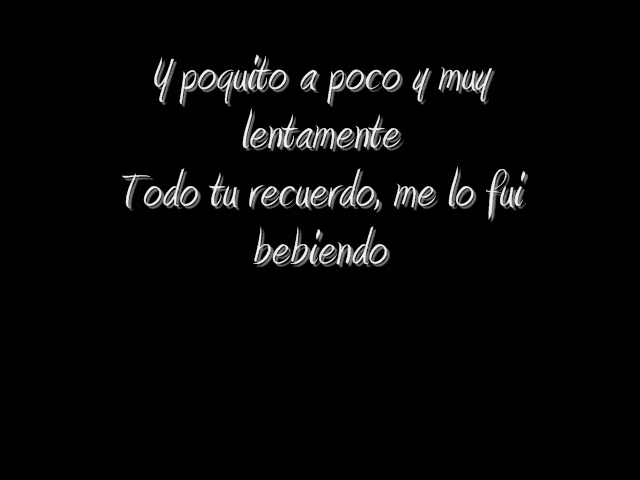 Y poquito a poco y muy
lentamente
Todo tu recuerdo, me lo fui
bebiendo